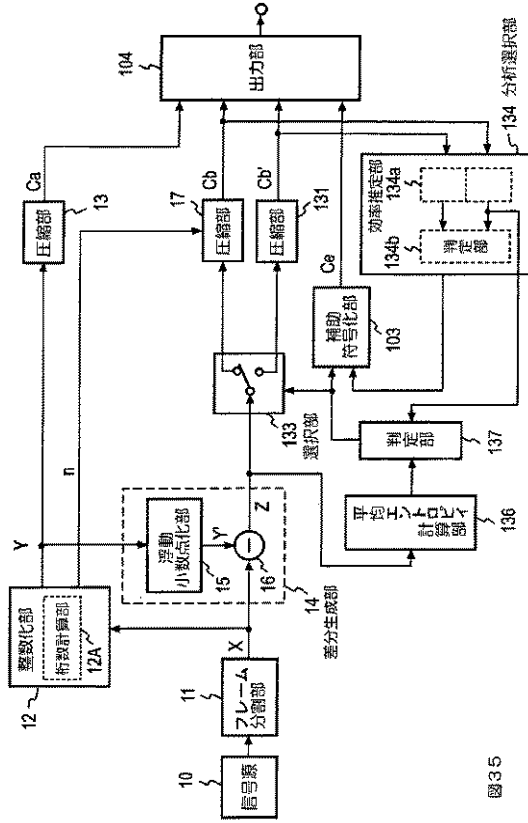 10
信号源
11
フレーム
分割部
X
12
整数化部
桁数計算部
12A
Y
n
浮動
小数点化部
15
Y'
16
Z
14
差分生成部
13
圧縮部
Ca
17
圧縮部
Cb
131
圧縮部
Cb'
133
選択部
136
平均エントロピィ
計算部
137
判定部
103
補助
符号化部
Ce
効率推定部
134a
134b
判定部
134 分析選択部
104
出力部
図35